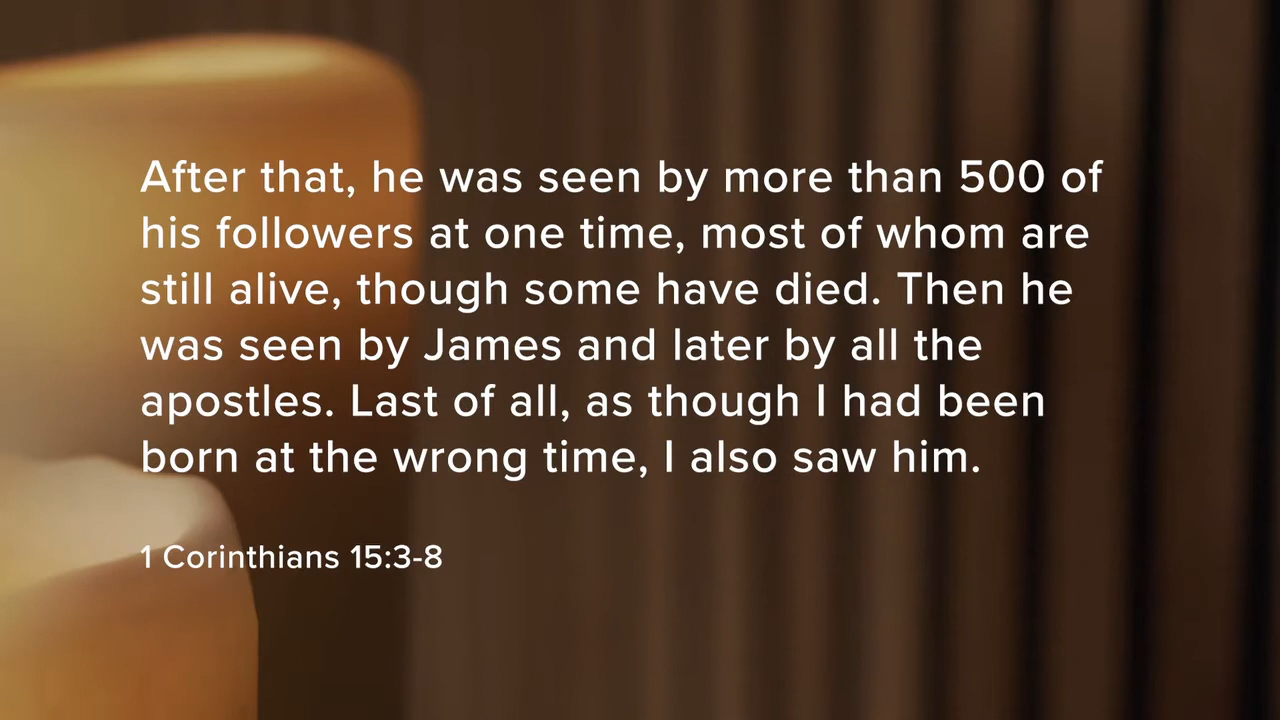 After that, he was seen by more than 500 of
his followers at one time, most of whom are
still alive, though some have died. Then he
was seen by James and later by all the
apostles. Last of all, as though I had been
born at the wrong time, I also saw him.
1 Corinthians 15:3-8